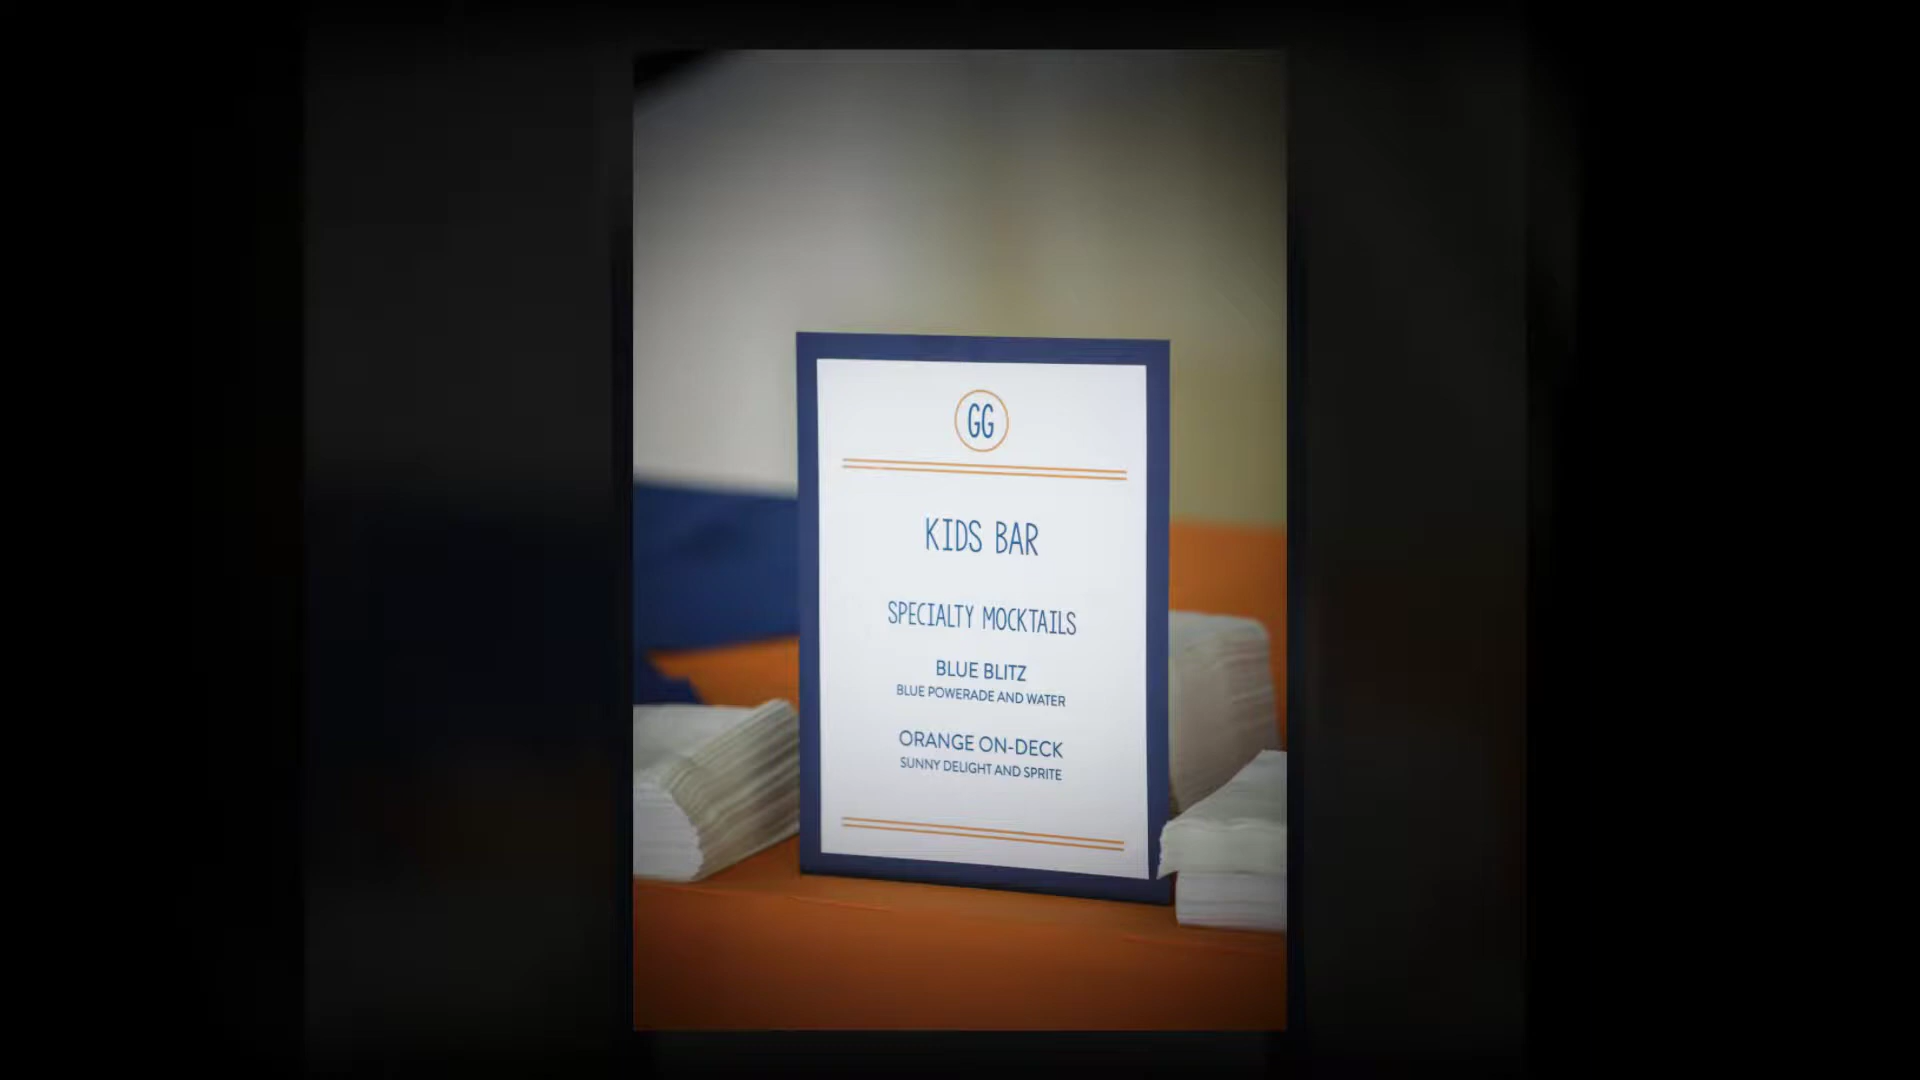 GG
KIDS BAR
SPECIALTY MOCKTAILS
BLUE BLITZ
BLUE POWERADE AND WATER
ORANGE ON-DECK
SUNNY DELIGHT AND SPRITE